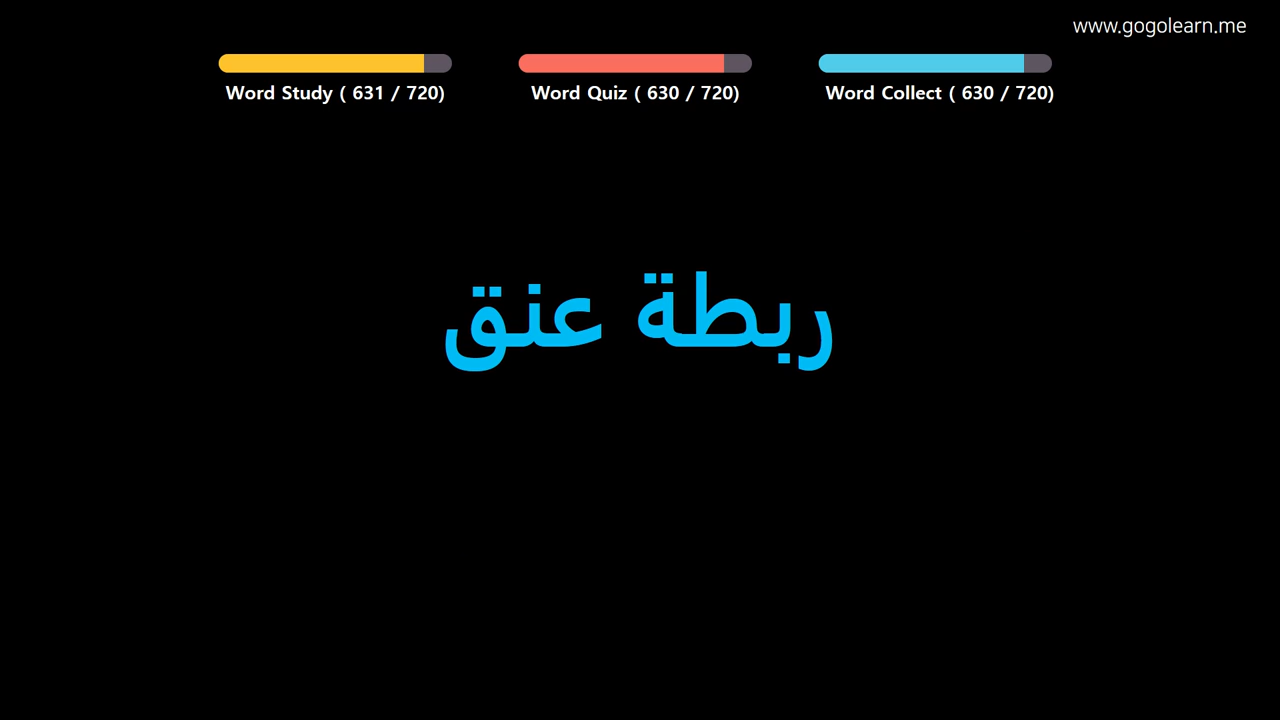 www.gogolearn.me
Word Study ( 631 / 720)
Word Quiz ( 630 / 720)
Word Collect ( 630 / 720)
ربطة عنق